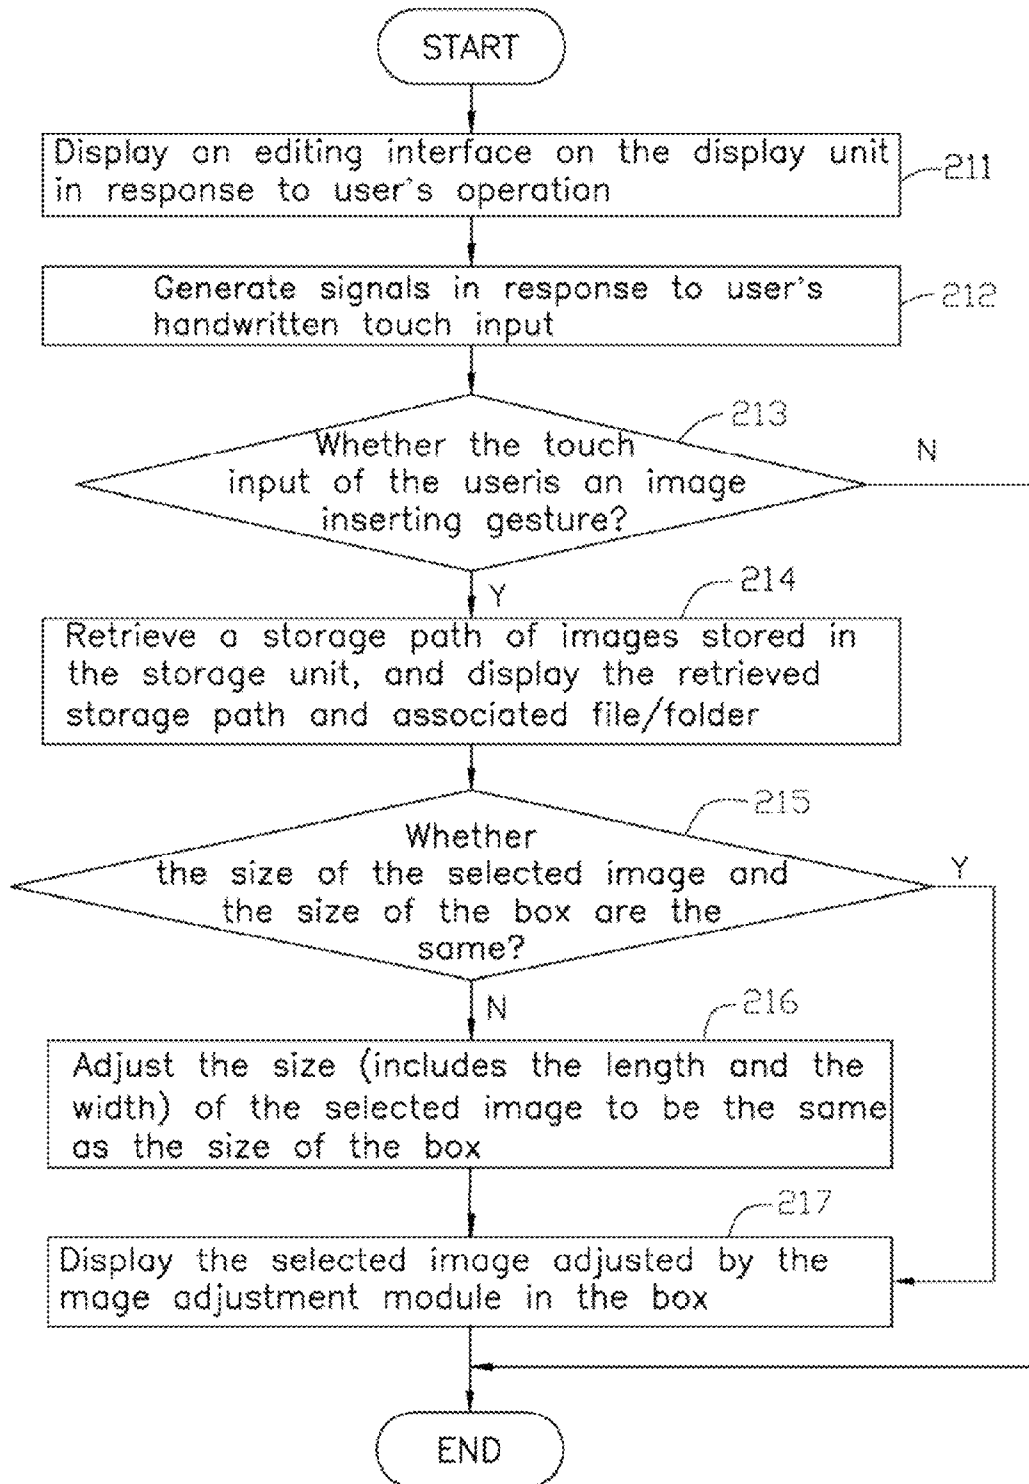 START
Display an editing interface on the display unit
in response to user's operation
211
Generate signals in response to user's
handwritten touch input
212
213
Whether the touch
input of the useris an image
inserting gesture?
N
Y
214
Retrieve a storage path of images stored in
the storage unit, and display the retrieved
storage path and associated file/folder
215
Whether
the size of the selected image and
the size of the box are the
same?
Y
N
216
Adjust the size (includes the length and the
width) of the selected image to be the same
as the size of the box
217
Display the selected image adjusted by the
mage adjustment module in the box
END